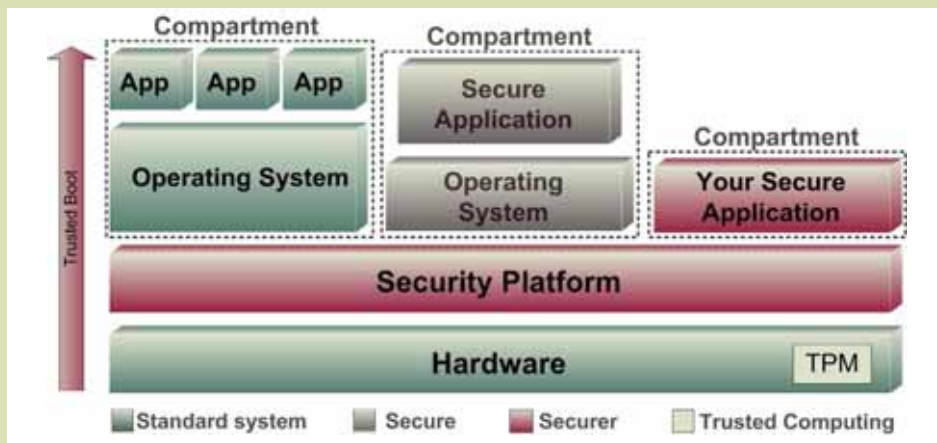 Compartment
App App App
Operating System
Compartment
Secure
Application
Operating
System
Compartment
Your Secure
Application
Trusted Boot
Security Platform
Hardware
TPM
Standard system Secure Securer Trusted Computing